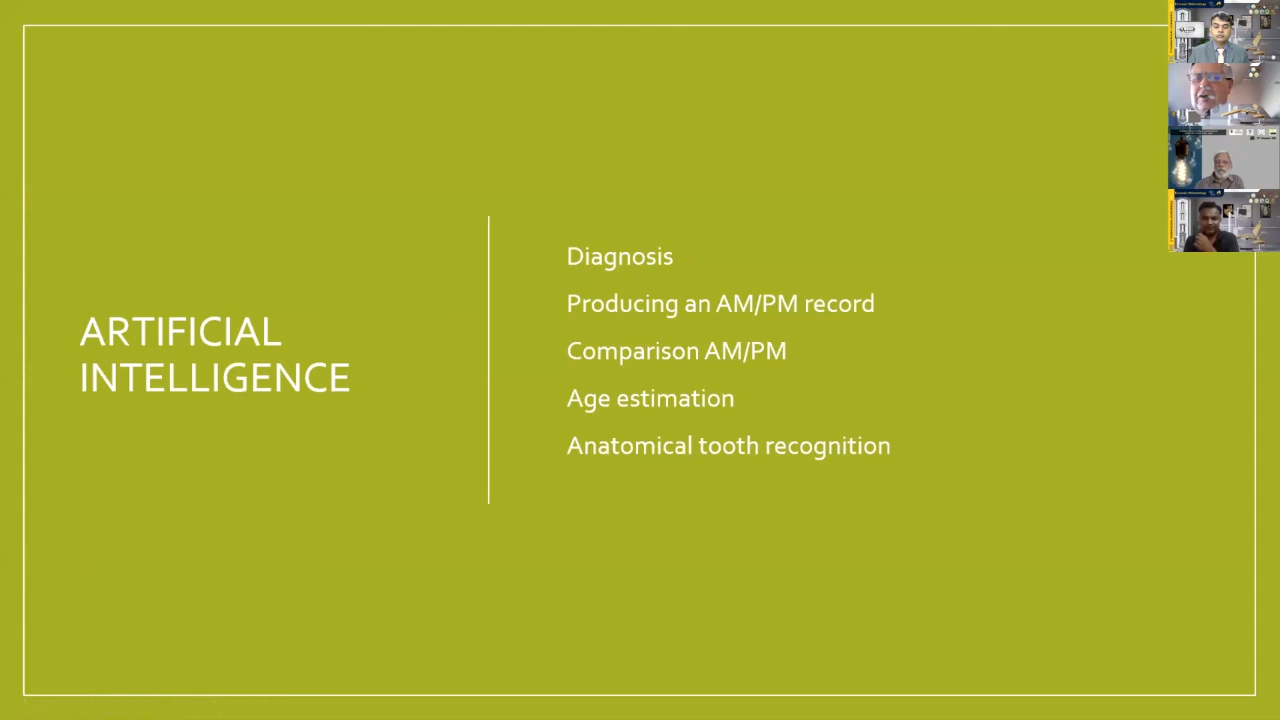 ARTIFICIAL
INTELLIGENCE
Diagnosis
Producing an AM/PM record
Comparison AM/PM
Age estimation
Anatomical tooth recognition